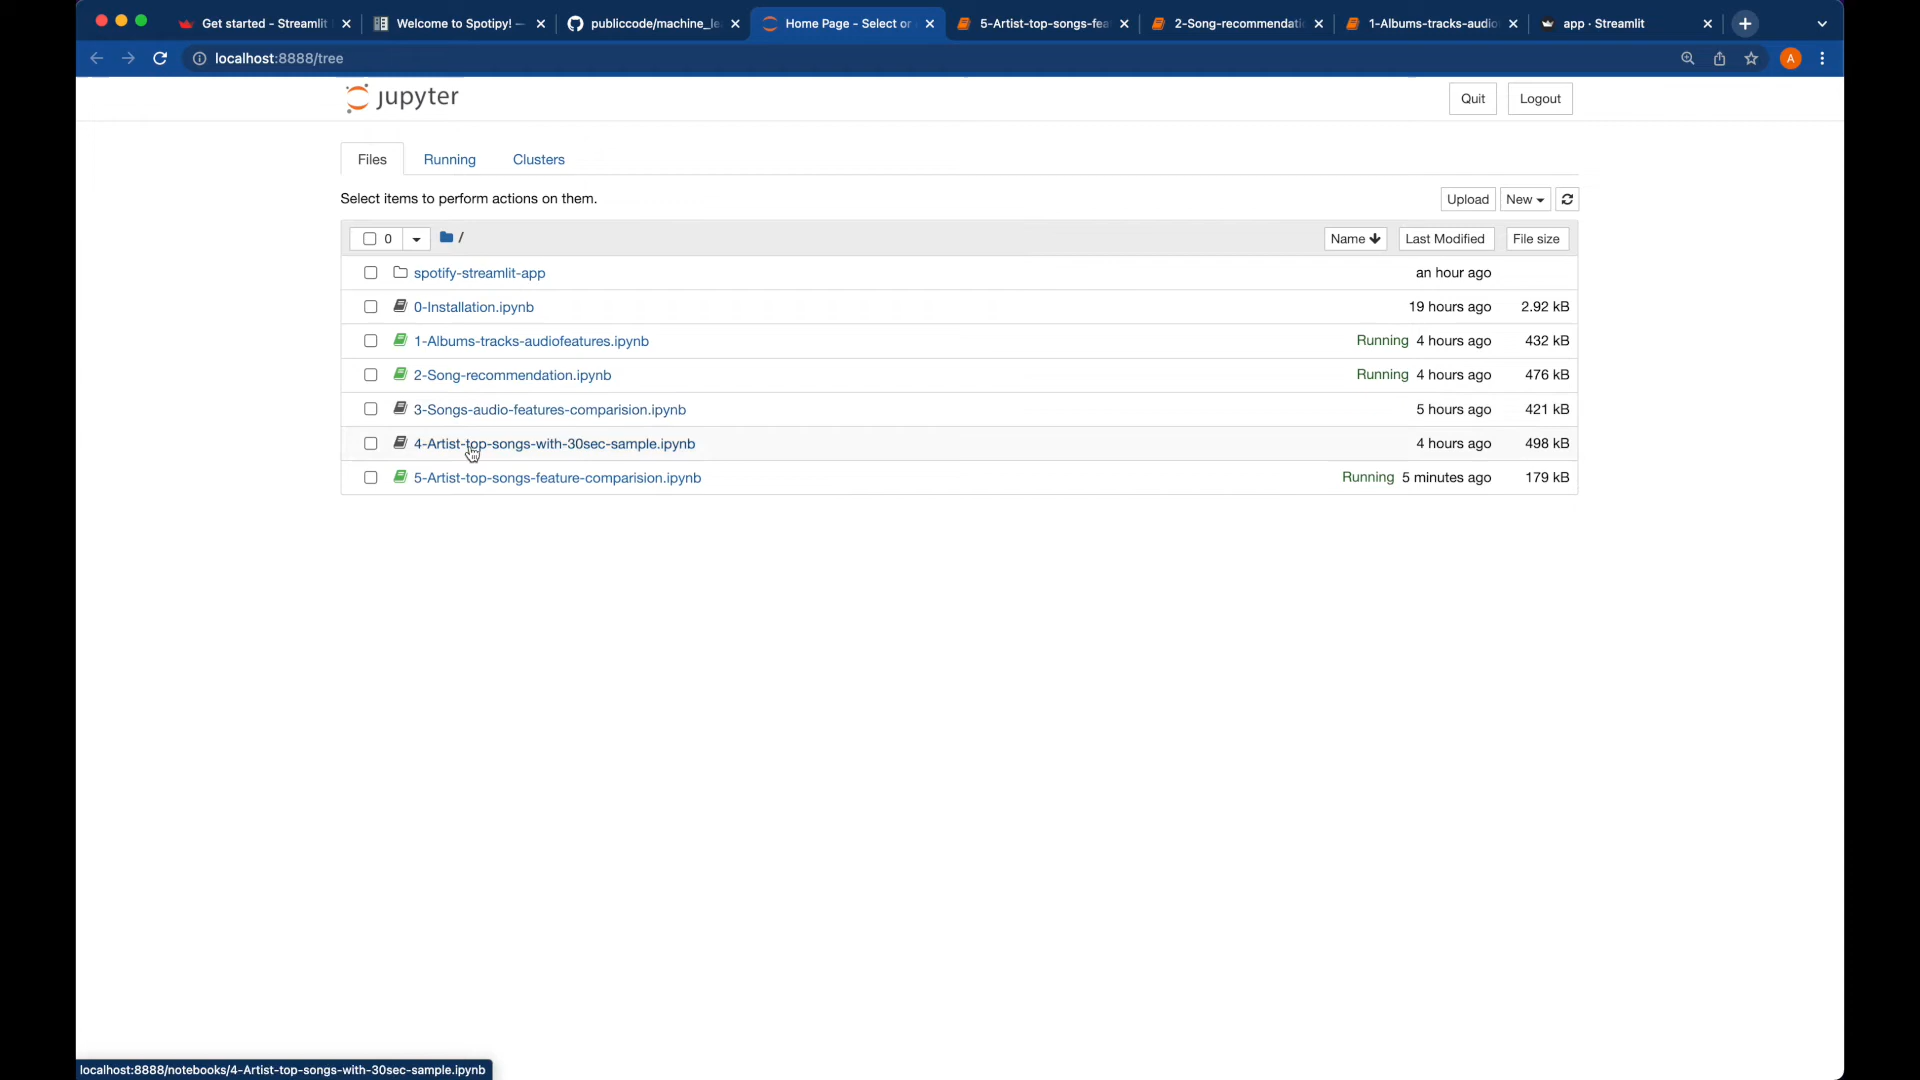 Get started - Streamlit
Welcome to Spotipy! —
publiccode/machine_le
Home Page - Select or
5-Artist-top-songs-fea
2-Song-recommendati
1-Albums-tracks-audio
app · Streamlit
localhost:8888/tree
A
jupyter
Quit
Logout
Files
Running
Clusters
Select items to perform actions on them.
Upload
New
0
/
Name
Last Modified
File size
spotify-streamlit-app
an hour ago
0-Installation.ipynb
19 hours ago
2.92 kB
1-Albums-tracks-audiofeatures.ipynb
Running
4 hours ago
432 kB
2-Song-recommendation.ipynb
Running
4 hours ago
476 kB
3-Songs-audio-features-comparision.ipynb
5 hours ago
421 kB
4-Artist-top-songs-with-30sec-sample.ipynb
4 hours ago
498 kB
5-Artist-top-songs-feature-comparision.ipynb
Running
5 minutes ago
179 kB
localhost:8888/notebooks/4-Artist-top-songs-with-30sec-sample.ipynb